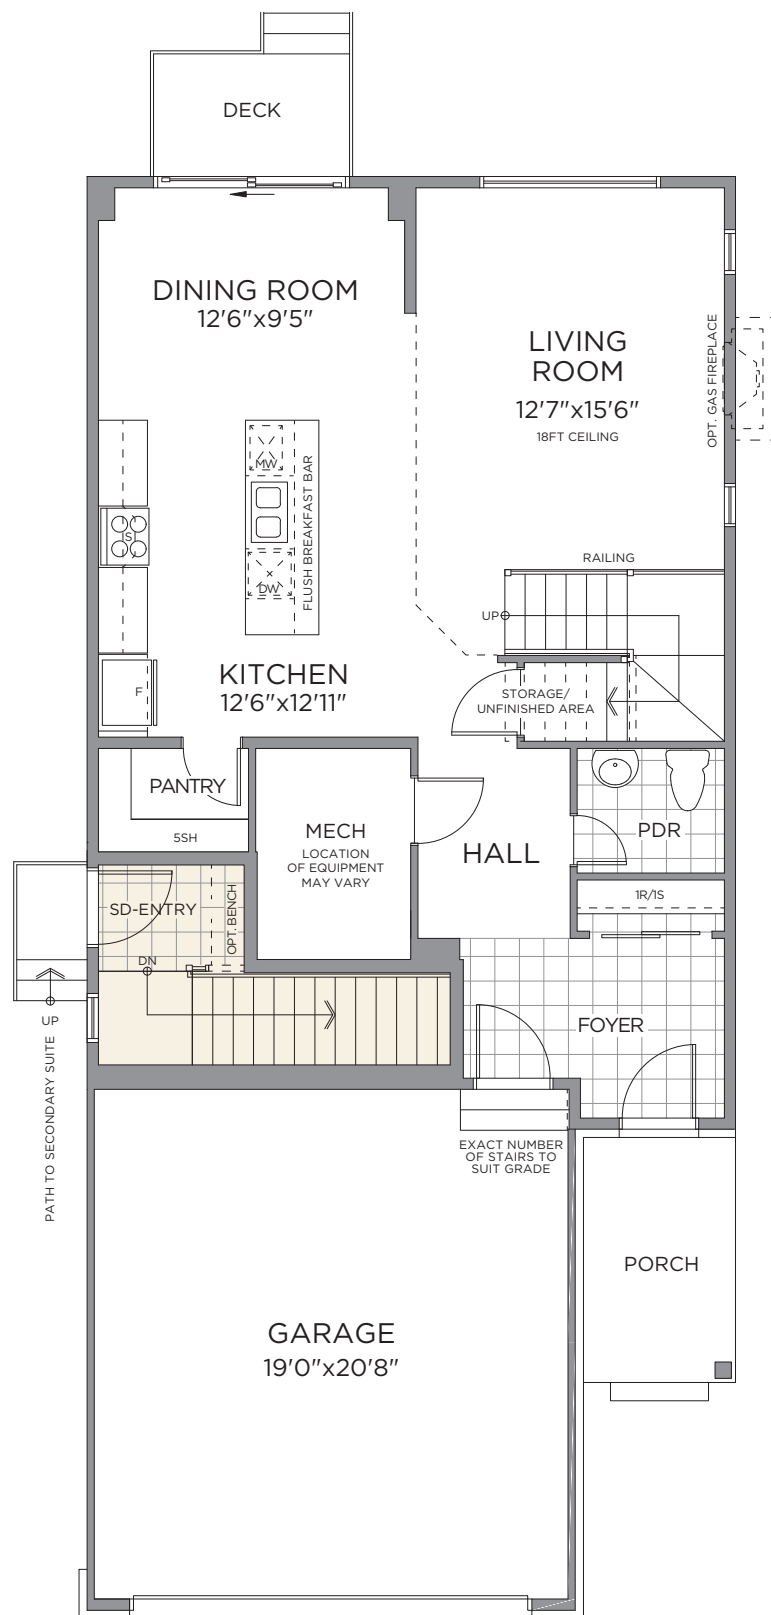 DECK
DINING ROOM
12'6"x9'5"
LIVING
ROOM
12'7"x15'6"
18FT CEILING
OPT. GAS FIREPLACE
MW
S
FLUSH BREAKFAST BAR
DW
RAILING
UP
F
KITCHEN
12'6"x12'11"
STORAGE/
UNFINISHED AREA
PANTRY
5SH
MECH
LOCATION
OF EQUIPMENT
MAY VARY
HALL
PDR
1R/1S
SD-ENTRY
OPT. BENCH
DN
UP
PATH TO SECONDARY SUITE
FOYER
EXACT NUMBER
OF STAIRS TO
SUIT GRADE
PORCH
GARAGE
19'0"x20'8"